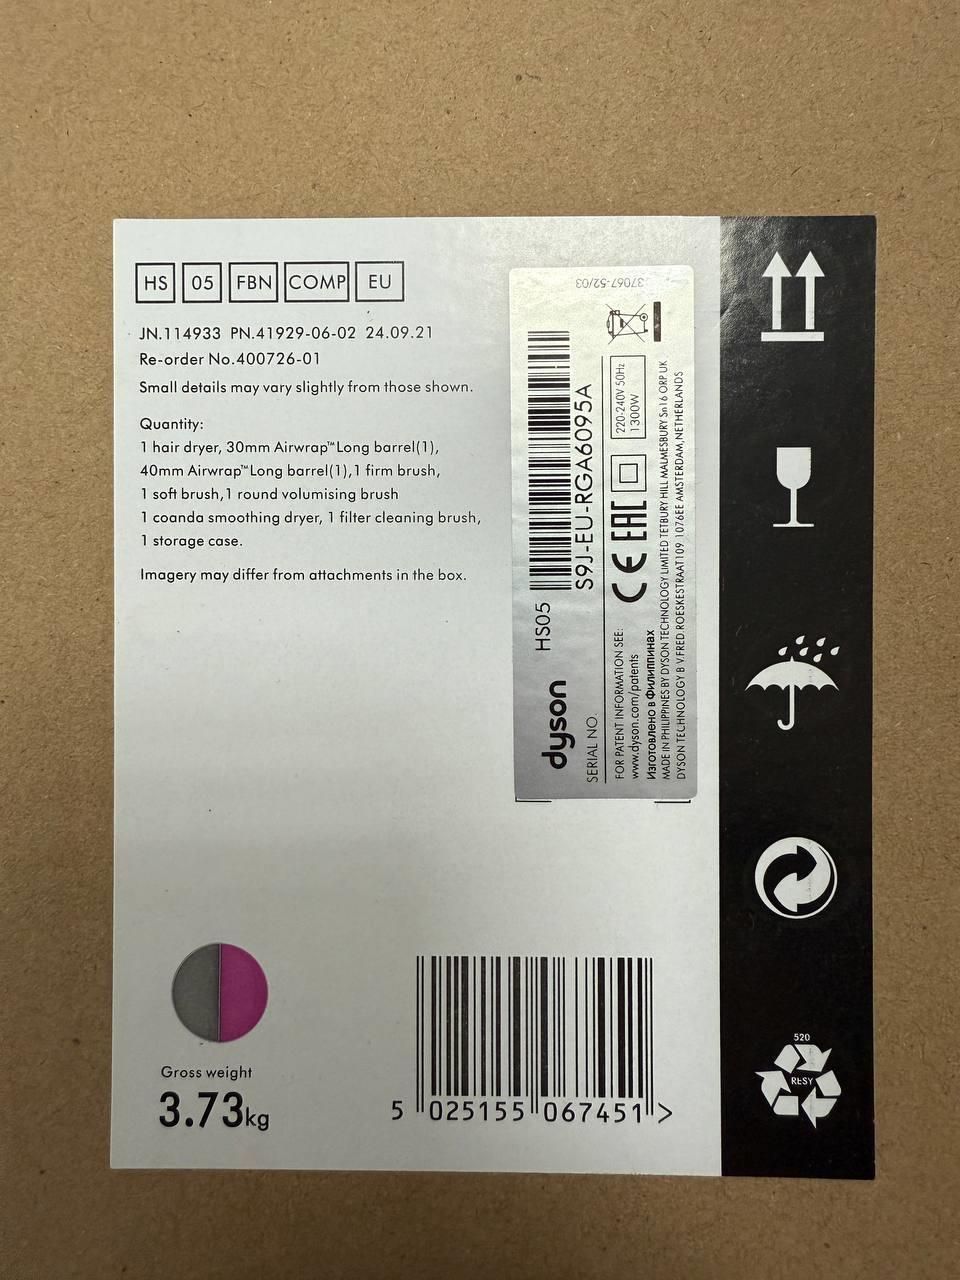 HS 05 FBN COMP EU
JN.114933 PN.41929-06-02 24.09.21
Re-order No.400726-01
Small details may vary slightly from those shown.
Quantity:
1 hair dryer, 30mm Airwrap™Long barrel(1),
40mm Airwrap™Long barrel(1),1 firm brush,
1 soft brush,1 round volumising brush
1 coanda smoothing dryer, 1 filter cleaning brush,
1 storage case.
Imagery may differ from attachments in the box.
37067-52/03
dyson HS05
SERIAL NO. S9J-EU-RGA6095A
220-240V 50Hz
1300W
CE EAC
FOR PATENT INFORMATION SEE:
www.dyson.com/patents
Изготовлено в Филиппинах
MADE IN PHILIPPINES BY DYSON TECHNOLOGY LIMITED TETBURY HILL MALMESBURY Sn16 ORP UK
DYSON TECHNOLOGY B V.FRED.ROESKESTRAAT109 1076EE AMSTERDAM,NETHERLANDS
Gross weight
3.73kg
5 025155 067451 >
520
RESY